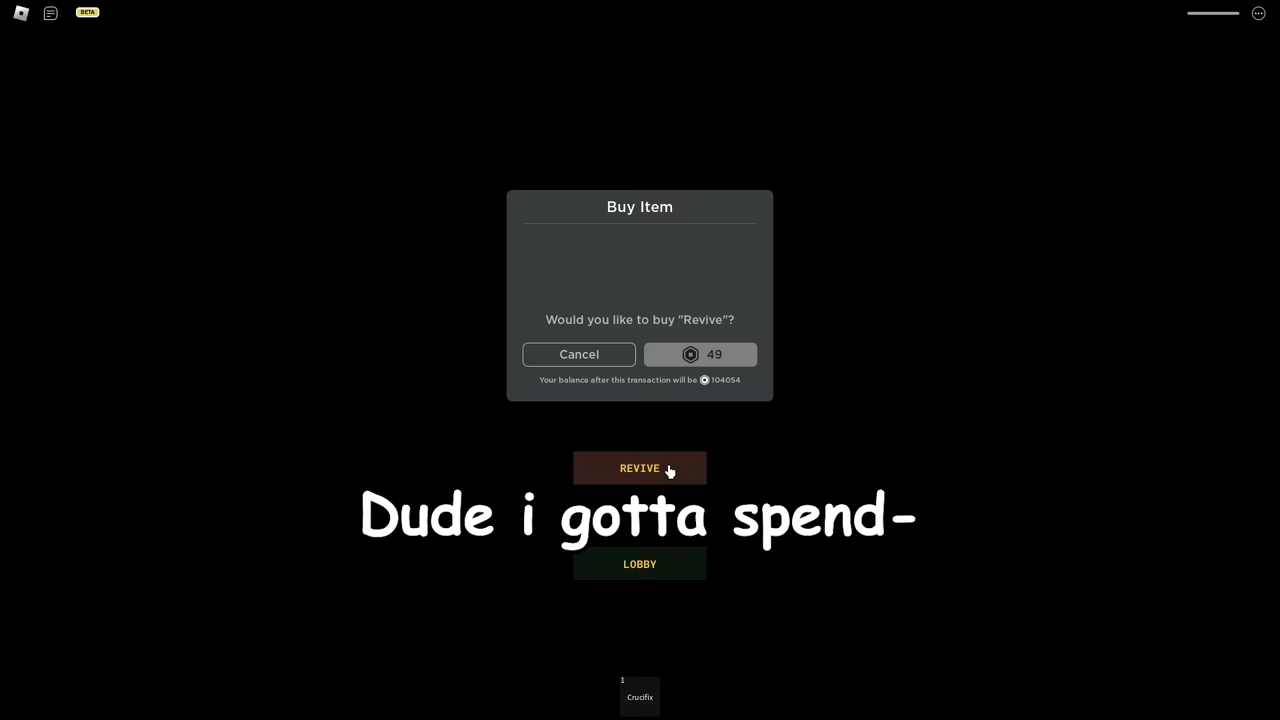 BETA
Buy Item
Would you like to buy "Revive"?
Cancel
49
Your balance after this transaction will be 104054
REVIVE
Dude i gotta spend-
LOBBY
1
Crucifix